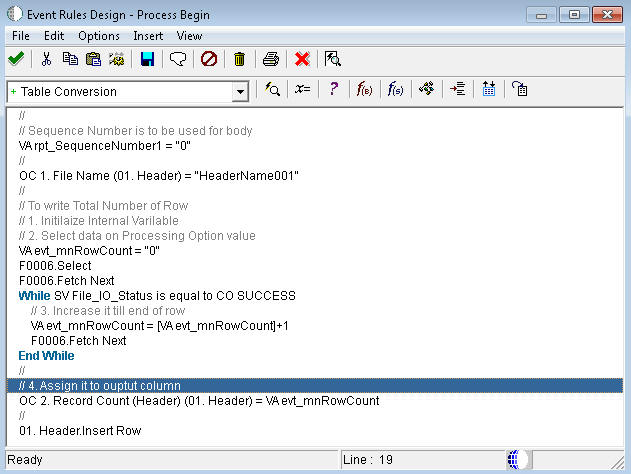 Event Rules Design - Process Begin
File Edit Options Insert View
x= ? f(B) f(S)
+ Table Conversion
//
// Sequence Number is to be used for body
VA rpt_SequenceNumber1 = "0"
//
OC 1. File Name (01. Header) = "HeaderName001"
//
// To write Total Number of Row
// 1. Initilaize Internal Varilable
// 2. Select data on Processing Option value
VA evt_mnRowCount = "0"
F0006.Select
F0006.Fetch Next
While SV File_IO_Status is equal to CO SUCCESS
// 3. Increase it till end of row
VA evt_mnRowCount = [VA evt_mnRowCount]+1
F0006.Fetch Next
End While
//
// 4. Assign it to ouptut column
OC 2. Record Count (Header) (01. Header) = VA evt_mnRowCount
//
01. Header.Insert Row
Ready Line : 19